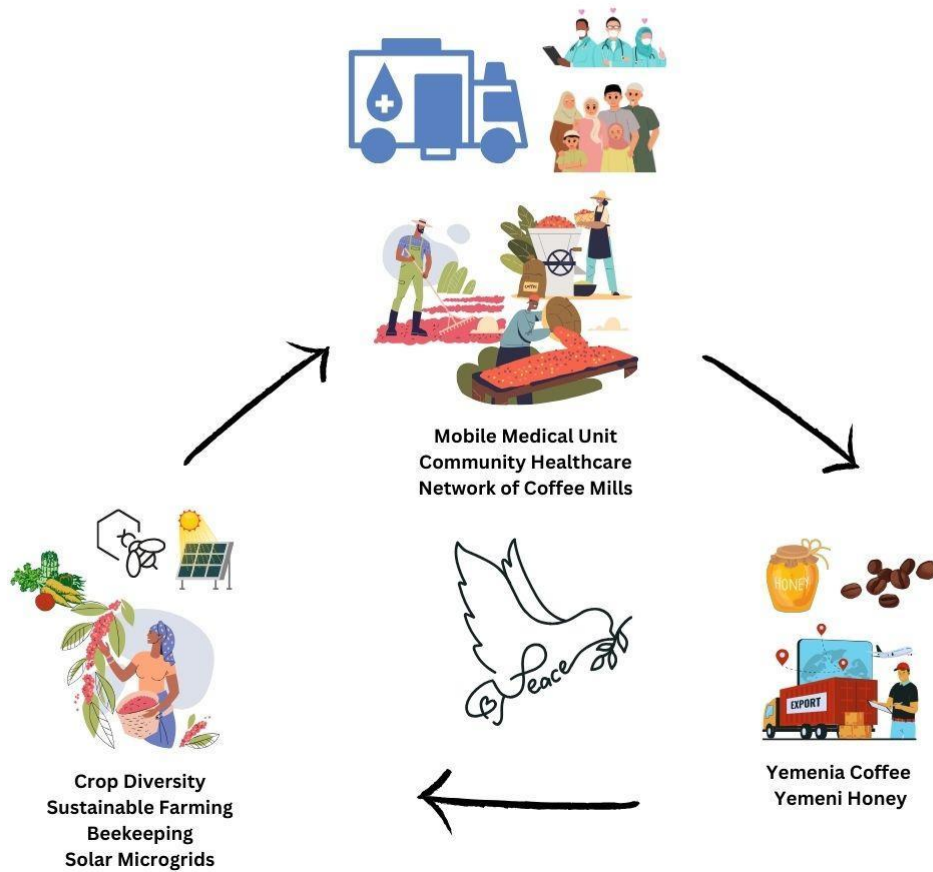 Mobile Medical Unit
Community Healthcare
Network of Coffee Mills
HONEY
Peace
EXPORT
Crop Diversity
Sustainable Farming
Beekeeping
Solar Microgrids
Yemenia Coffee
Yemeni Honey